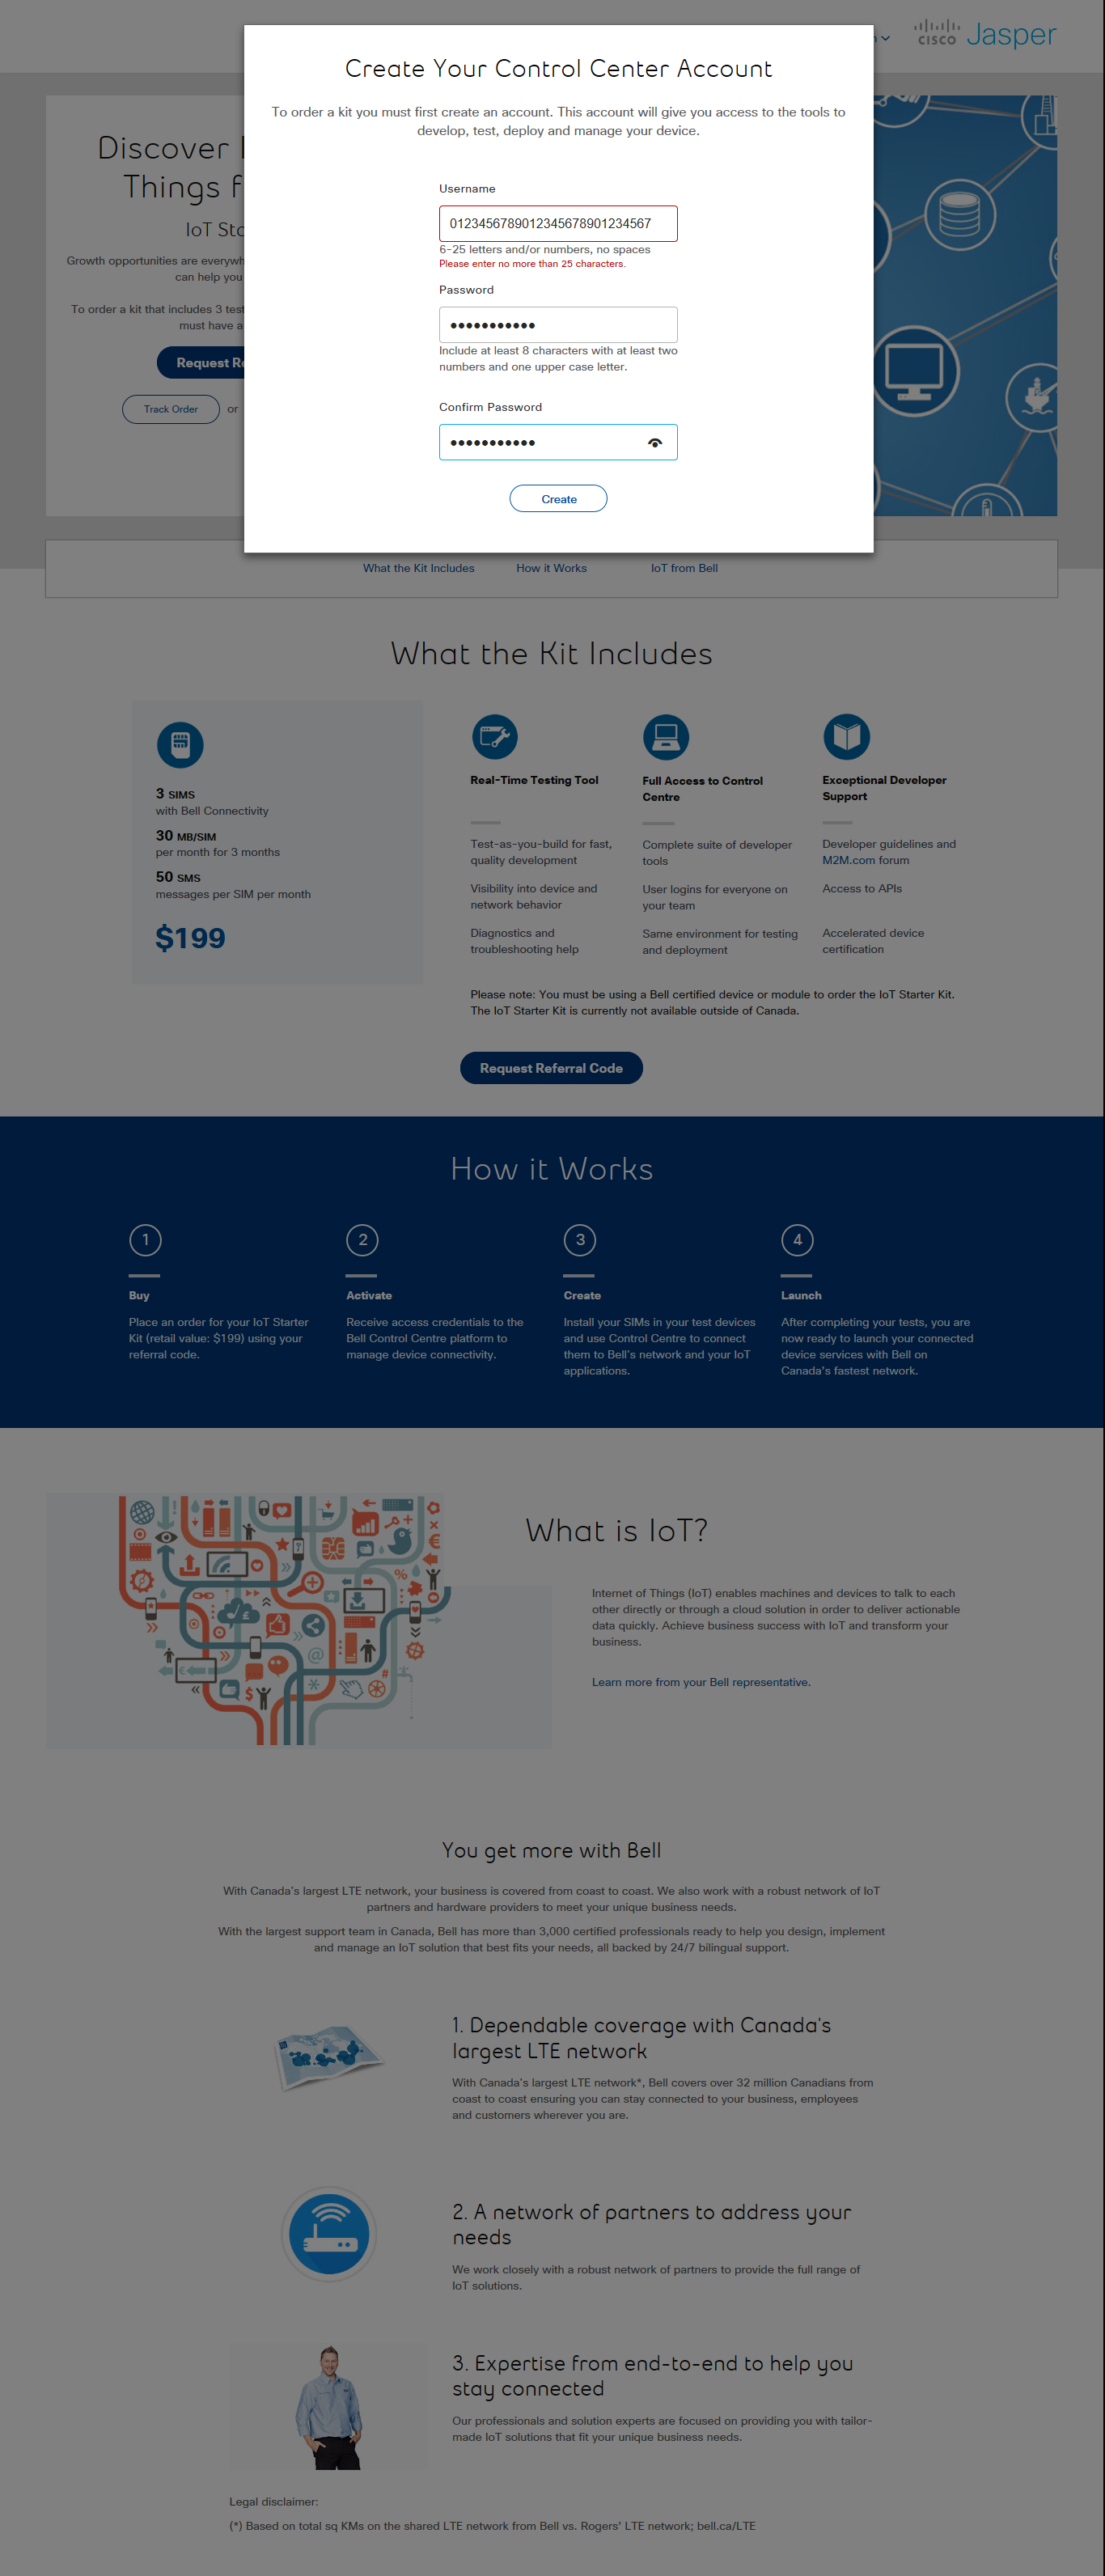 CISCO Jasper
Create Your Control Center Account
To order a kit you must first create an account. This account will give you access to the tools to
develop, test, deploy and manage your device.
Username
0123456789012345678901234567
6-25 letters and/or numbers, no spaces
Please enter no more than 25 characters.
Password
Include at least 8 characters with at least two
numbers and one upper case letter.
Confirm Password
Create
Discover
Things
IoT
Growth opportunities are
can help you
To order a kit that includes 3
must have a
Request
Track Order or
What the Kit Includes How it Works IoT from Bell
What the Kit Includes
3 SIMS
with Bell Connectivity
30 MB/SIM
per month for 3 months
50 SMS
messages per SIM per month
$199
Real-Time Testing Tool
Test-as-you-build for fast,
quality development
Visibility into device and
network behavior
Diagnostics and
troubleshooting help
Full Access to Control
Centre
Complete suite of developer
tools
User logins for everyone on
your team
Same environment for testing
and deployment
Exceptional Developer
Support
Developer guidelines and
M2M.com forum
Access to APIs
Accelerated device
certification
Please note: You must be using a Bell certified device or module to order the IoT Starter Kit.
The IoT Starter Kit is currently not available outside of Canada.
Request Referral Code
How it Works
1
Buy
Place an order for your IoT Starter
Kit (retail value: $199) using your
referral code.
2
Activate
Receive access credentials to the
Bell Control Centre platform to
manage device connectivity.
3
Create
Install your SIMs in your test devices
and use Control Centre to connect
them to Bell's network and your IoT
applications.
4
Launch
After completing your tests, you are
now ready to launch your connected
device services with Bell on
Canada's fastest network.
What is IoT?
Internet of Things (IoT) enables machines and devices to talk to each
other directly or through a cloud solution in order to deliver actionable
data quickly. Achieve business success with IoT and transform your
business.
Learn more from your Bell representative.
You get more with Bell
With Canada's largest LTE network, your business is covered from coast to coast. We also work with a robust network of IoT
partners and hardware providers to meet your unique business needs.
With the largest support team in Canada, Bell has more than 3,000 certified professionals ready to help you design, implement
and manage an IoT solution that best fits your needs, all backed by 24/7 bilingual support.
1. Dependable coverage with Canada's
largest LTE network
With Canada's largest LTE network*, Bell covers over 32 million Canadians from
coast to coast ensuring you can stay connected to your business, employees
and customers wherever you are.
2. A network of partners to address your
needs
We work closely with a robust network of partners to provide the full range of
IoT solutions.
3. Expertise from end-to-end to help you
stay connected
Our professionals and solution experts are focused on providing you with tailor-
made IoT solutions that fit your unique business needs.
Legal disclaimer:
(*) Based on total sq KMs on the shared LTE network from Bell vs. Rogers' LTE network; bell.ca/LTE